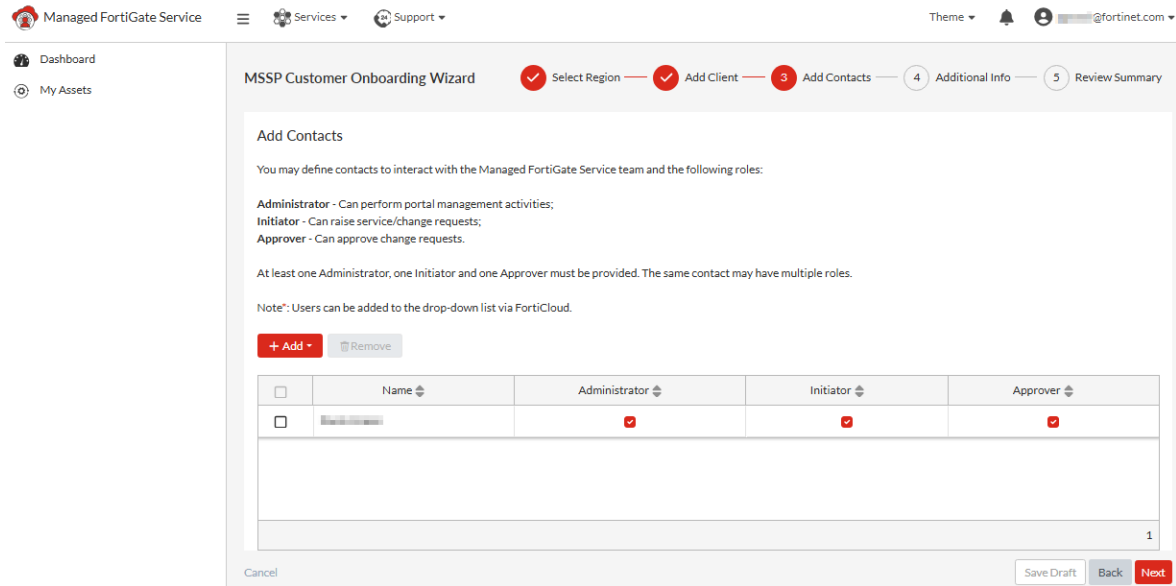 Managed FortiGate Service
Services
24
Support
Theme
@fortinet.com
Dashboard
My Assets
MSSP Customer Onboarding Wizard
Select Region
Add Client
3 Add Contacts
4 Additional Info
5 Review Summary
Add Contacts
You may define contacts to interact with the Managed FortiGate Service team and the following roles:
Administrator - Can perform portal management activities;
Initiator - Can raise service/change requests;
Approver - Can approve change requests.
At least one Administrator, one Initiator and one Approver must be provided. The same contact may have multiple roles.
Note*: Users can be added to the drop-down list via FortiCloud.
+ Add
Remove
Name Administrator Initiator Approver
1
Cancel
Save Draft Back Next